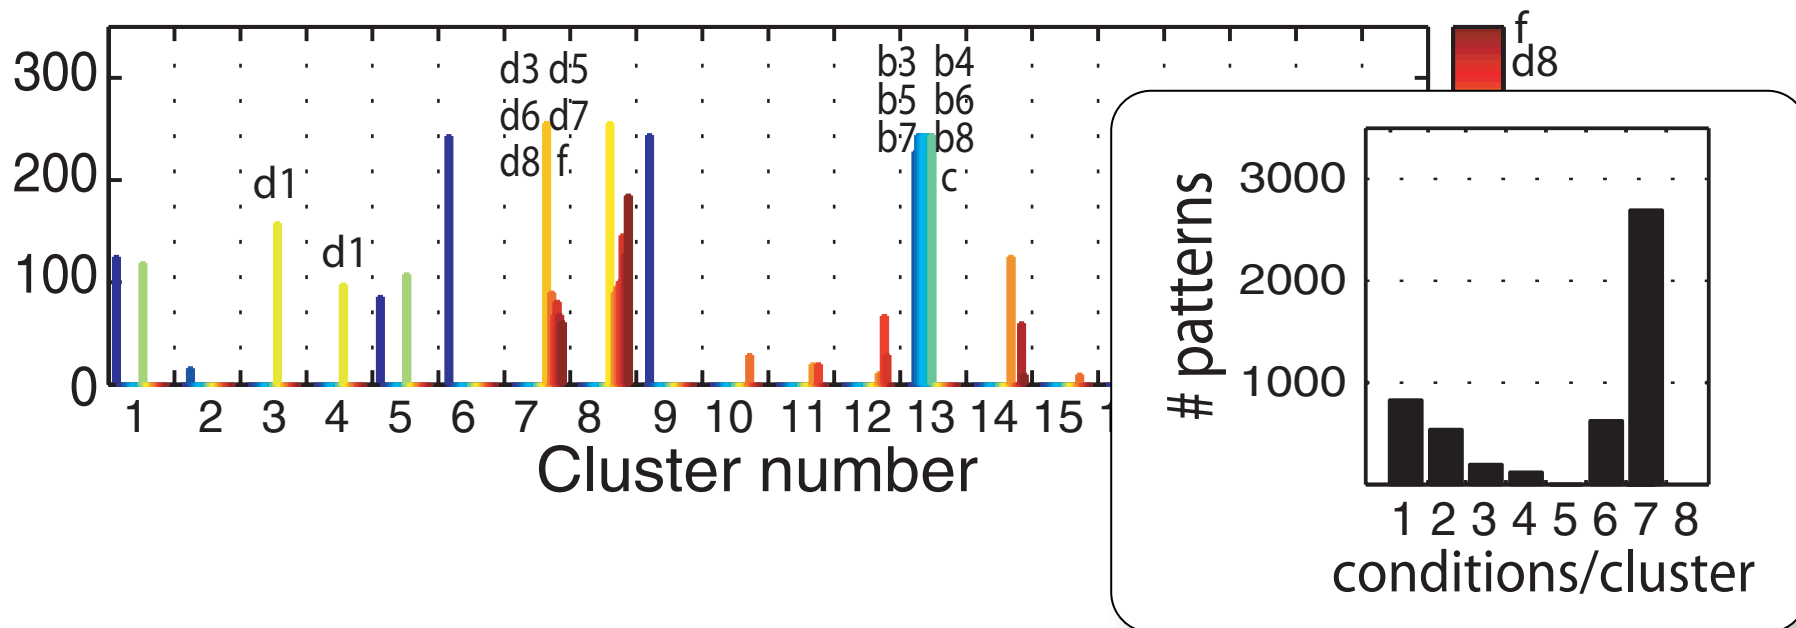 300
200
100
0
d1
d1
d3 d5
d6 d7
d8 f
b3 b4
b5 b6
b7 b8
c
1 2 3 4 5 6 7 8 9 10 11 12 13 14 15
Cluster number
f
d8
# patterns
3000
2000
1000
1 2 3 4 5 6 7 8
conditions/cluster